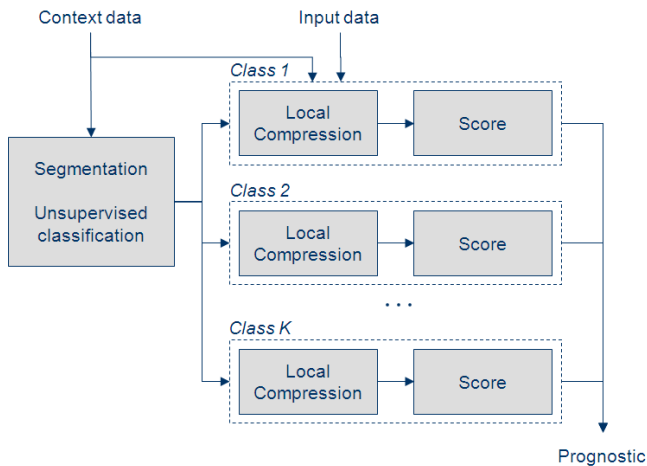 Context data
Input data
Class 1
Local
Compression
Score
Segmentation
Unsupervised
classification
Class 2
Local
Compression
Score
. . .
Class K
Local
Compression
Score
Prognostic